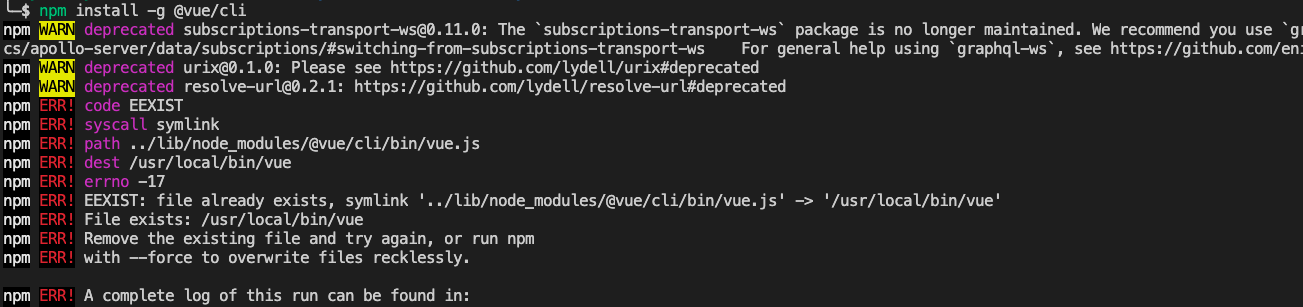 ╰─$ npm install -g @vue/cli
npm WARN deprecated subscriptions-transport-ws@0.11.0: The `subscriptions-transport-ws` package is no longer maintained. We recommend you use `gr
cs/apollo-server/data/subscriptions/#switching-from-subscriptions-transport-ws    For general help using `graphql-ws`, see https://github.com/eni
npm WARN deprecated urix@0.1.0: Please see https://github.com/lydell/urix#deprecated
npm WARN deprecated resolve-url@0.2.1: https://github.com/lydell/resolve-url#deprecated
npm ERR! code EEXIST
npm ERR! syscall symlink
npm ERR! path ../lib/node_modules/@vue/cli/bin/vue.js
npm ERR! dest /usr/local/bin/vue
npm ERR! errno -17
npm ERR! EEXIST: file already exists, symlink '../lib/node_modules/@vue/cli/bin/vue.js' -> '/usr/local/bin/vue'
npm ERR! File exists: /usr/local/bin/vue
npm ERR! Remove the existing file and try again, or run npm
npm ERR! with --force to overwrite files recklessly.
npm ERR! A complete log of this run can be found in: